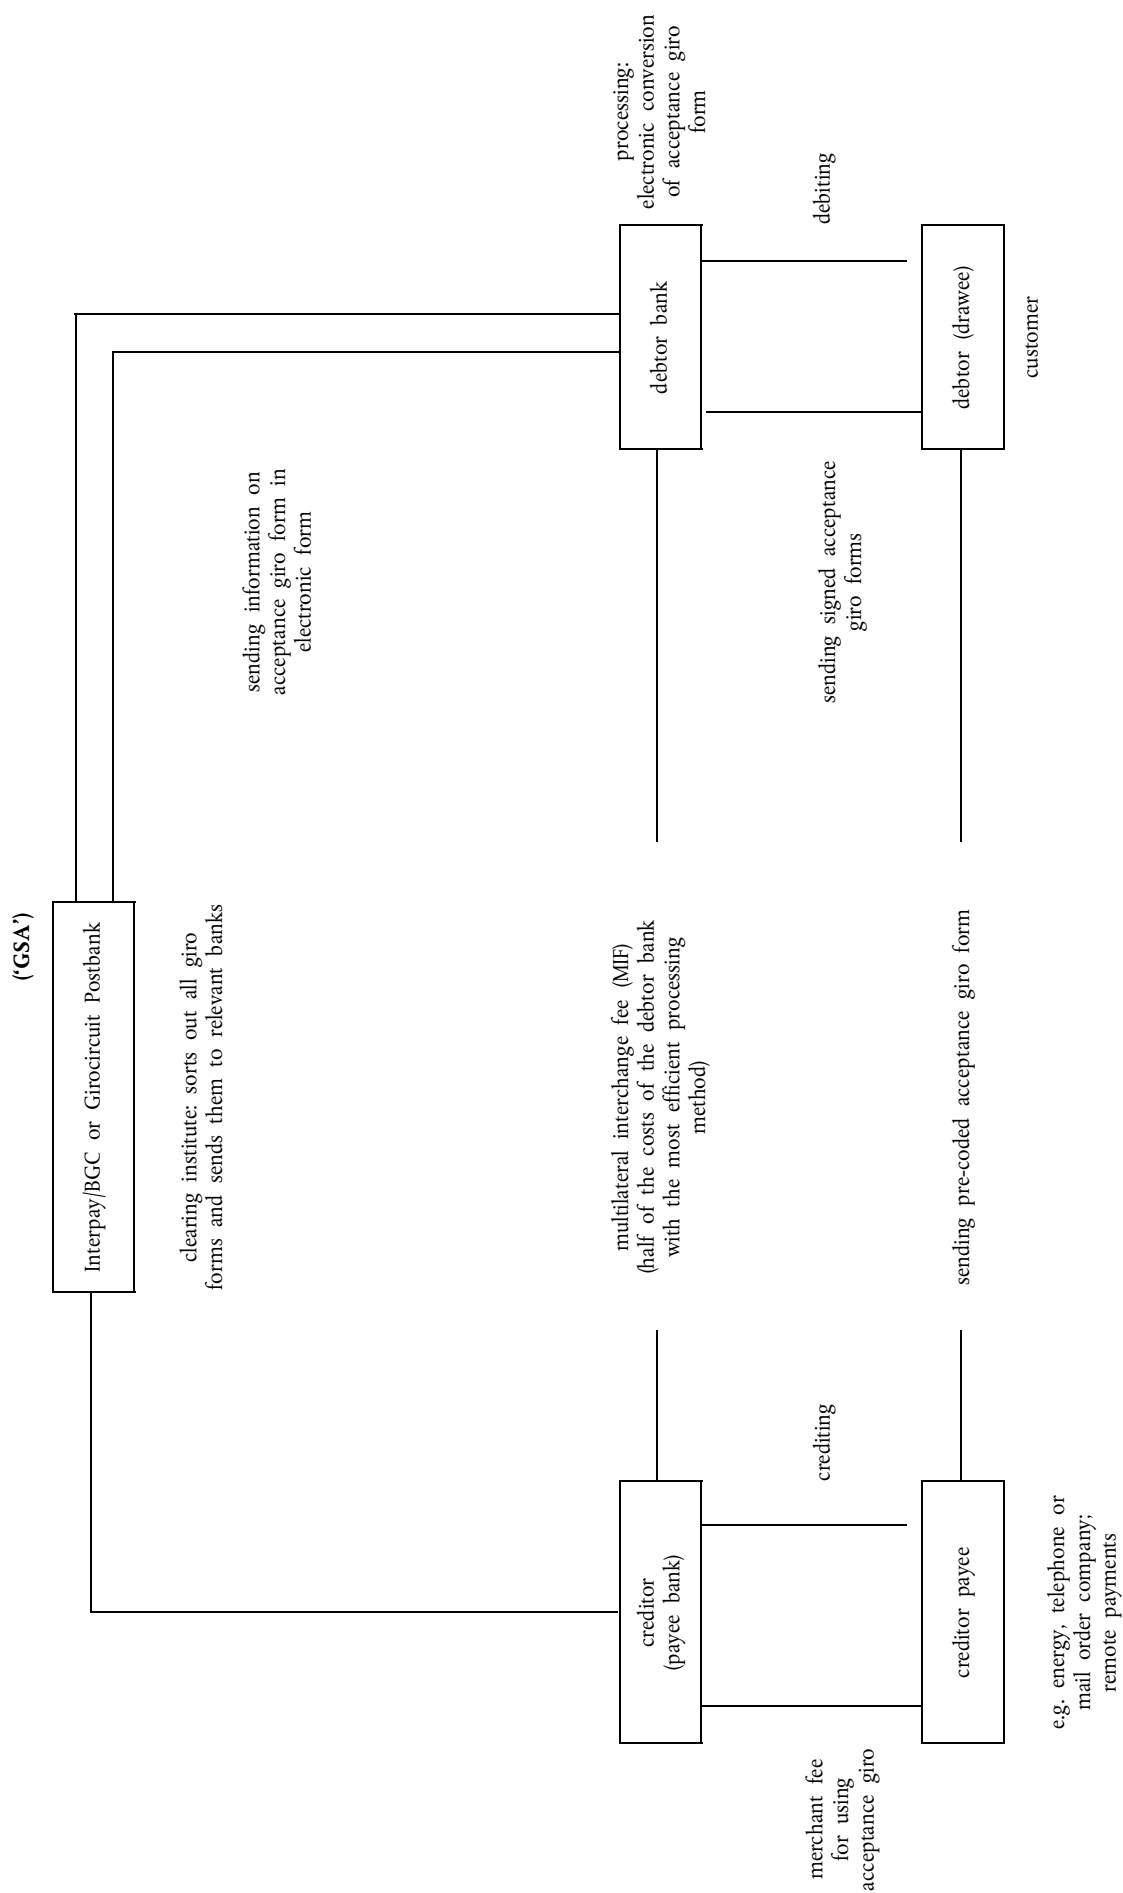 ('GSA')
Interpay/BGC or Girocircuit Postbank
clearing institute: sorts out all giro
forms and sends them to relevant banks
sending information on
acceptance giro form in
electronic form
creditor
(payee bank)
multilateral interchange fee (MIF)
(half of the costs of the debtor bank
with the most efficient processing
method)
debtor bank
processing:
electronic conversion
of acceptance giro
form
merchant fee
for using
acceptance giro
crediting
sending signed acceptance
giro forms
debiting
creditor payee
sending pre-coded acceptance giro form
debtor (drawee)
e.g. energy, telephone or
mail order company;
remote payments
customer